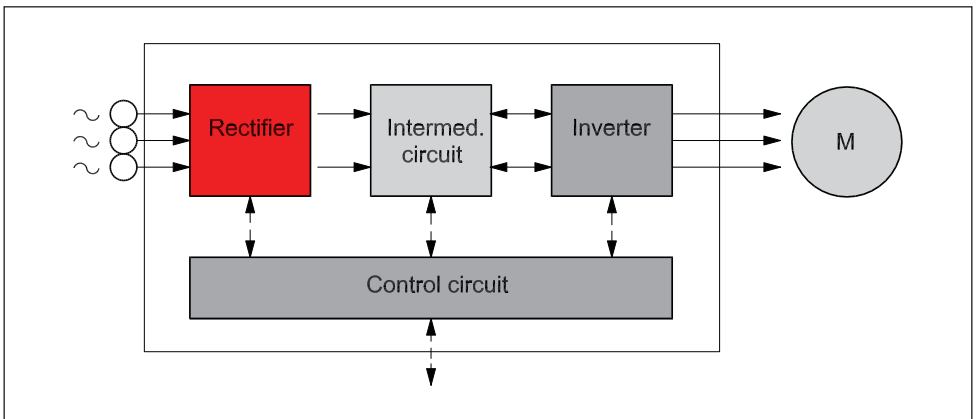 Rectifier
Intermed.
circuit
Inverter
M
Control circuit